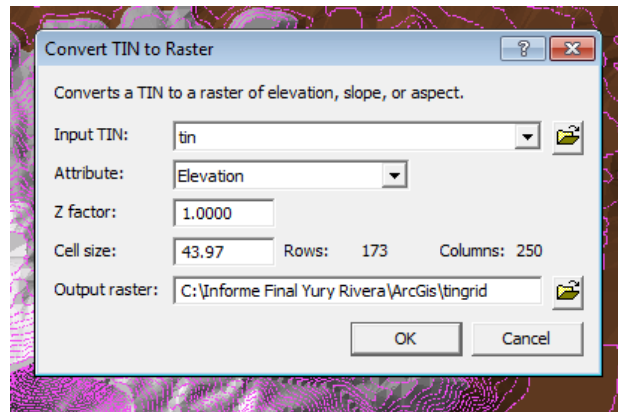 Convert TIN to Raster
Converts a TIN to a raster of elevation, slope, or aspect.
Input TIN: tin
Attribute: Elevation
Z factor: 1.0000
Cell size: 43.97 Rows: 173 Columns: 250
Output raster: C:\Informe Final Yury Rivera\ArcGis\tingrid
OK Cancel